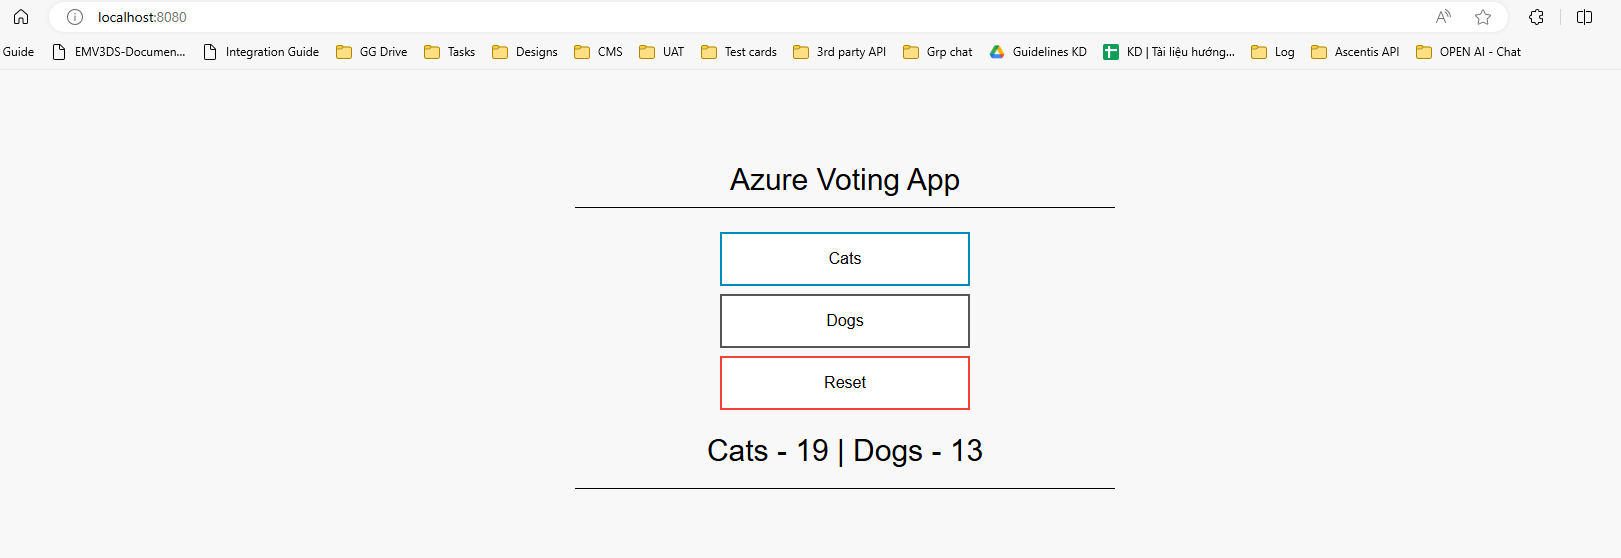 localhost:8080
Guide EMV3DS-Documen... Integration Guide GG Drive Tasks Designs CMS UAT Test cards 3rd party API Grp chat Guidelines KD KD | Tài liệu hướng... Log Ascentis API OPEN AI - Chat
Azure Voting App
Cats
Dogs
Reset
Cats - 19 | Dogs - 13